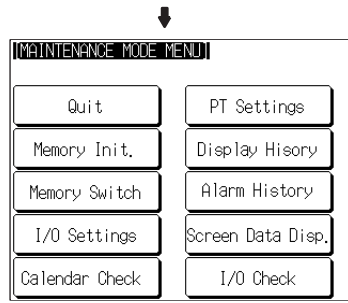 [MAINTENANCE MODE MENU]
Quit
PT Settings
Memory Init.
Display Hisory
Memory Switch
Alarm History
I/O Settings
Screen Data Disp.
Calendar Check
I/O Check